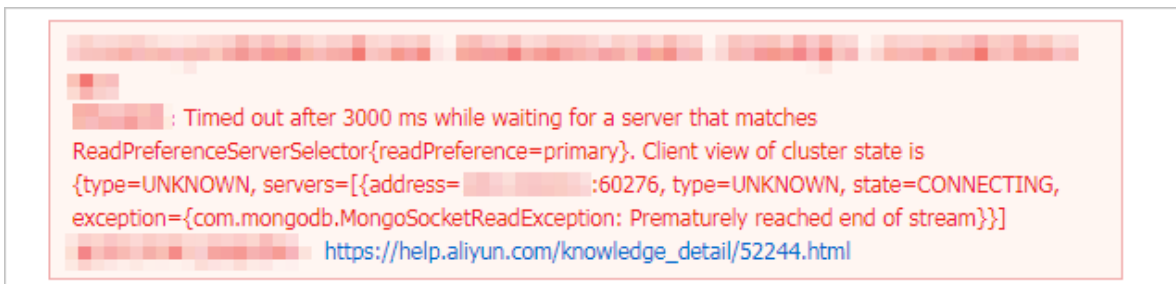 : Timed out after 3000 ms while waiting for a server that matches
ReadPreferenceServerSelector{readPreference=primary}. Client view of cluster state is
{type=UNKNOWN, servers=[{address= :60276, type=UNKNOWN, state=CONNECTING,
exception={com.mongodb.MongoSocketReadException: Prematurely reached end of stream}}]
https://help.aliyun.com/knowledge_detail/52244.html